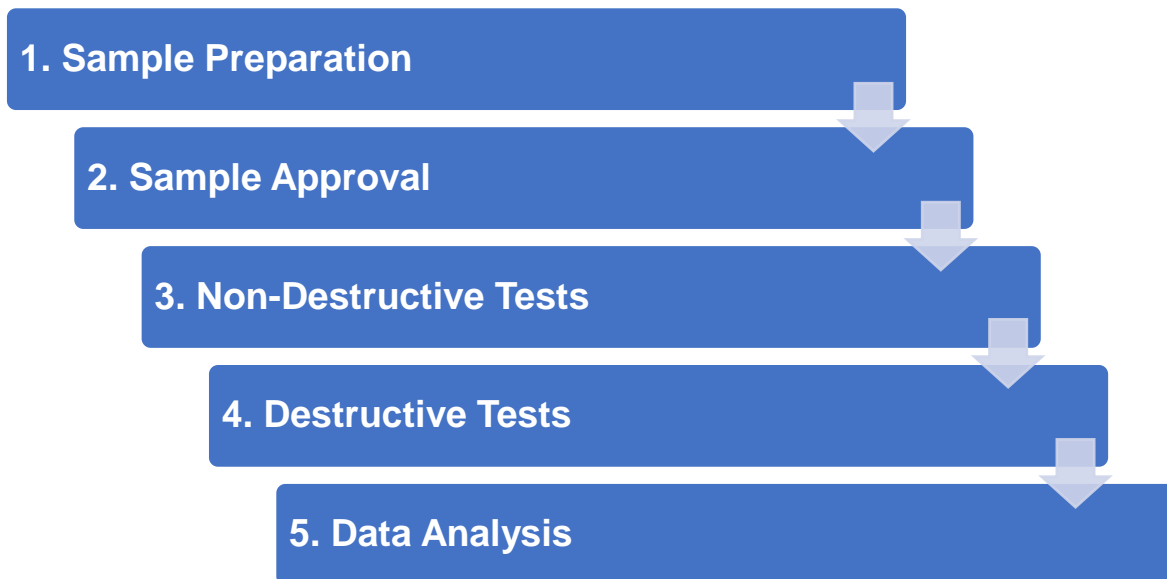 1. Sample Preparation
2. Sample Approval
3. Non-Destructive Tests
4. Destructive Tests
5. Data Analysis